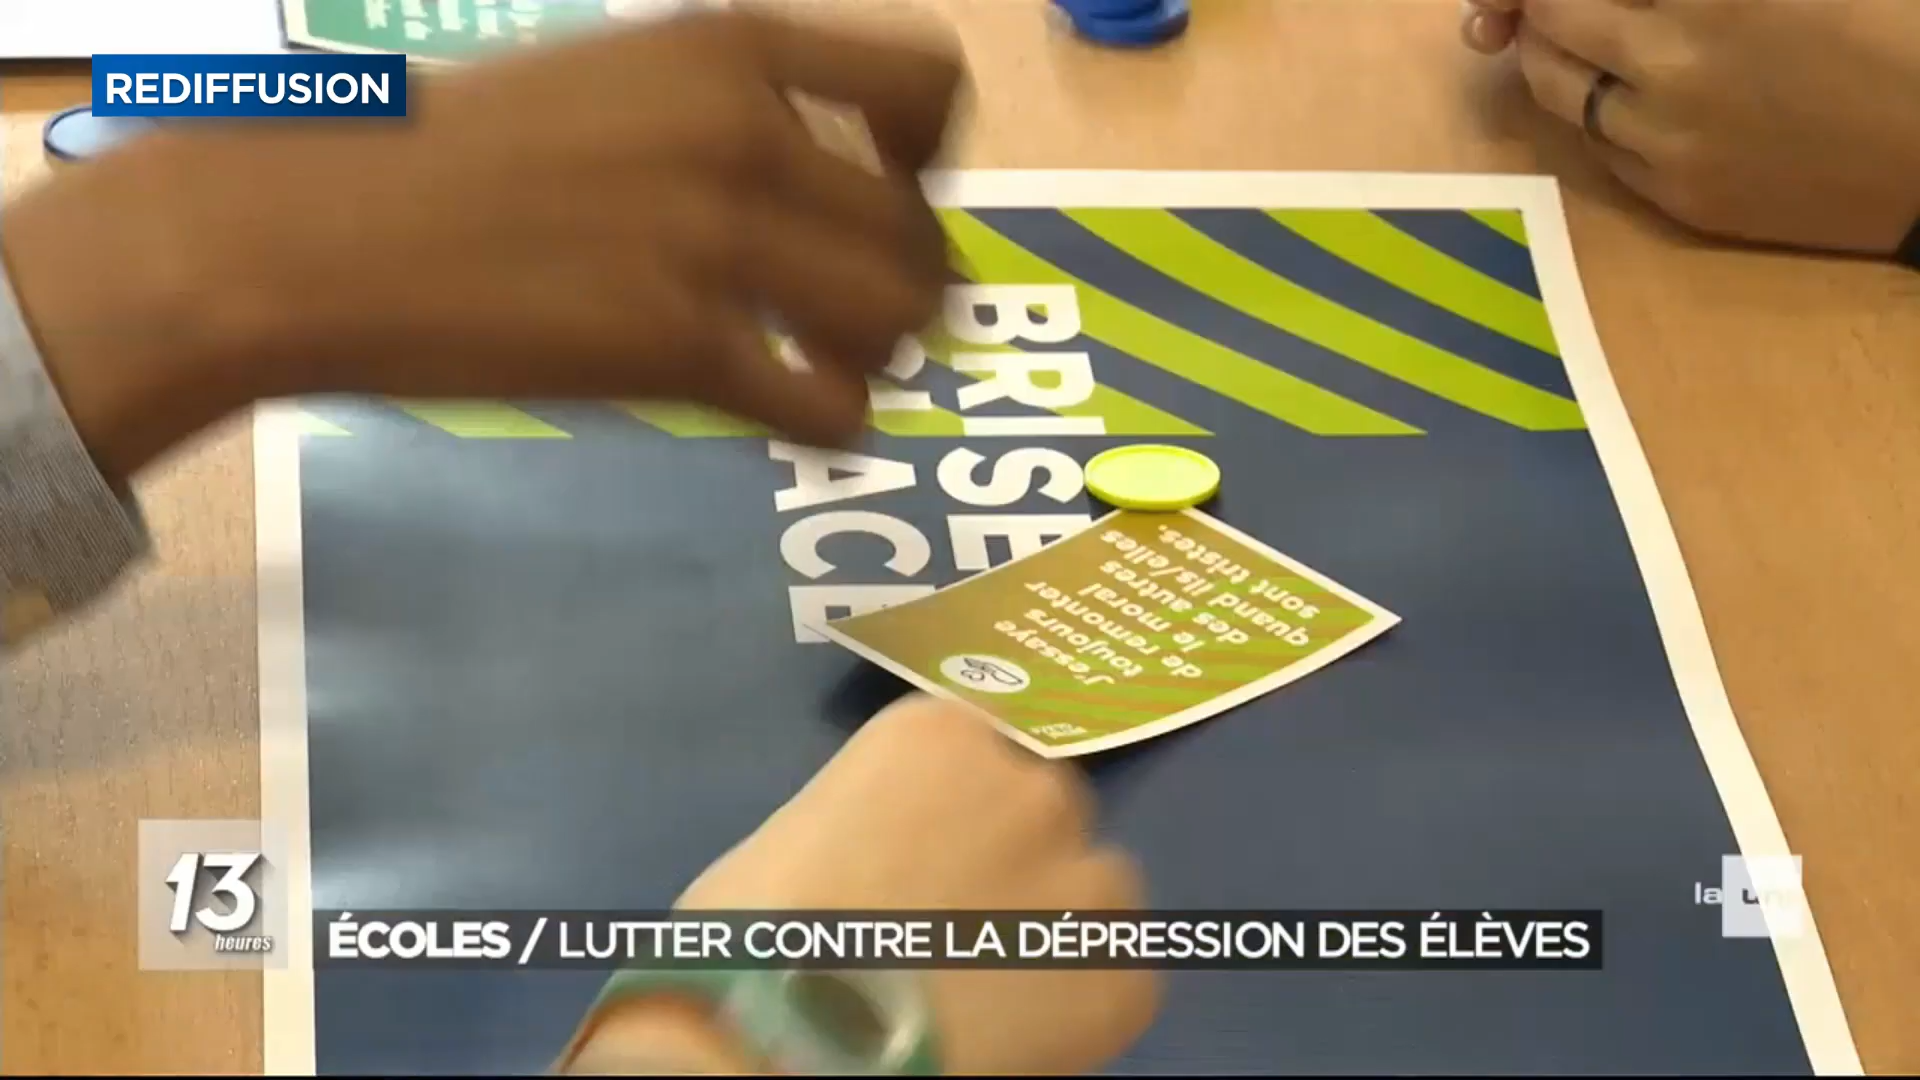 REDIFFUSION
BRISE
GLACE
J'essaye
toujours
de remonter
le moral
des autres
quand ils/elles
sont tristes.
13
heures
ÉCOLES / LUTTER CONTRE LA DÉPRESSION DES ÉLÈVES
la une